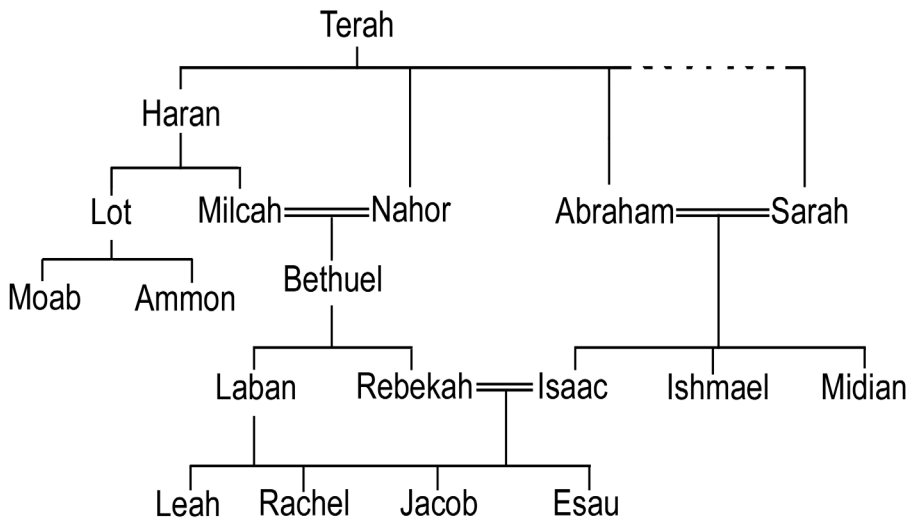 Terah
Haran
Lot Milcah Nahor Abraham Sarah
Moab Ammon Bethuel
Laban Rebekah Isaac Ishmael Midian
Leah Rachel Jacob Esau